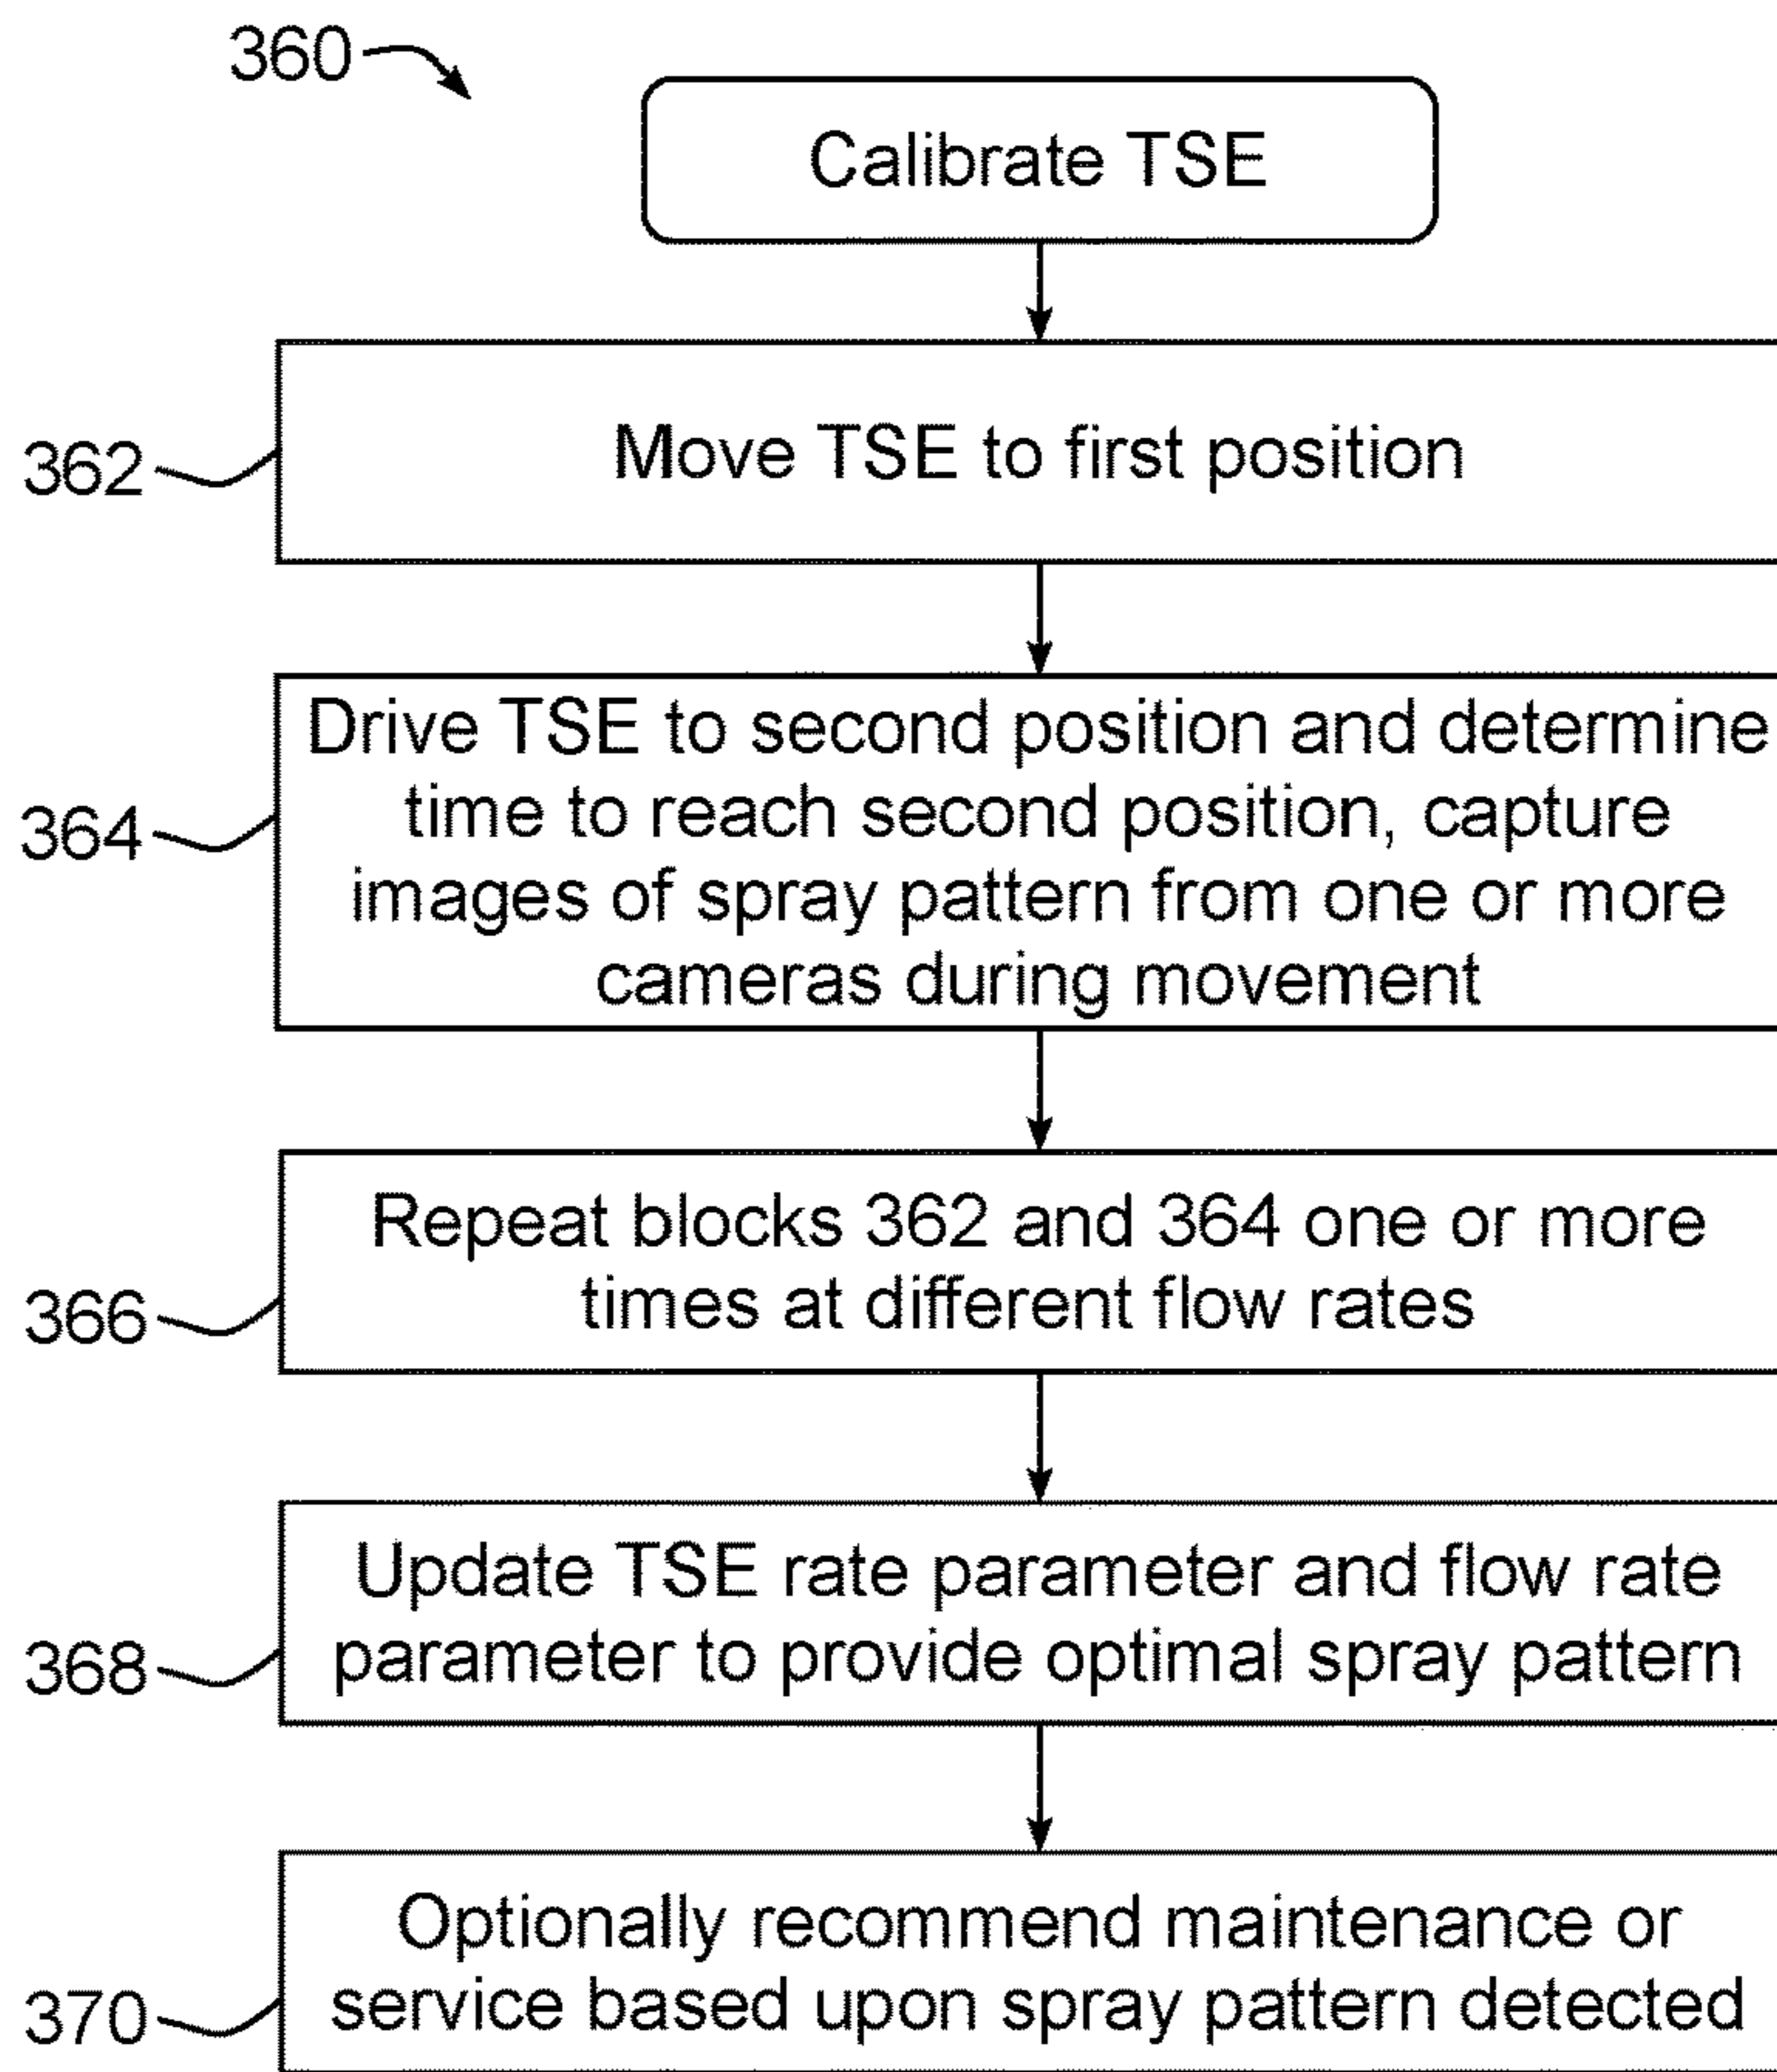 360
Calibrate TSE
362
Move TSE to first position
364
Drive TSE to second position and determine
time to reach second position, capture
images of spray pattern from one or more
cameras during movement
366
Repeat blocks 362 and 364 one or more
times at different flow rates
368
Update TSE rate parameter and flow rate
parameter to provide optimal spray pattern
370
Optionally recommend maintenance or
service based upon spray pattern detected